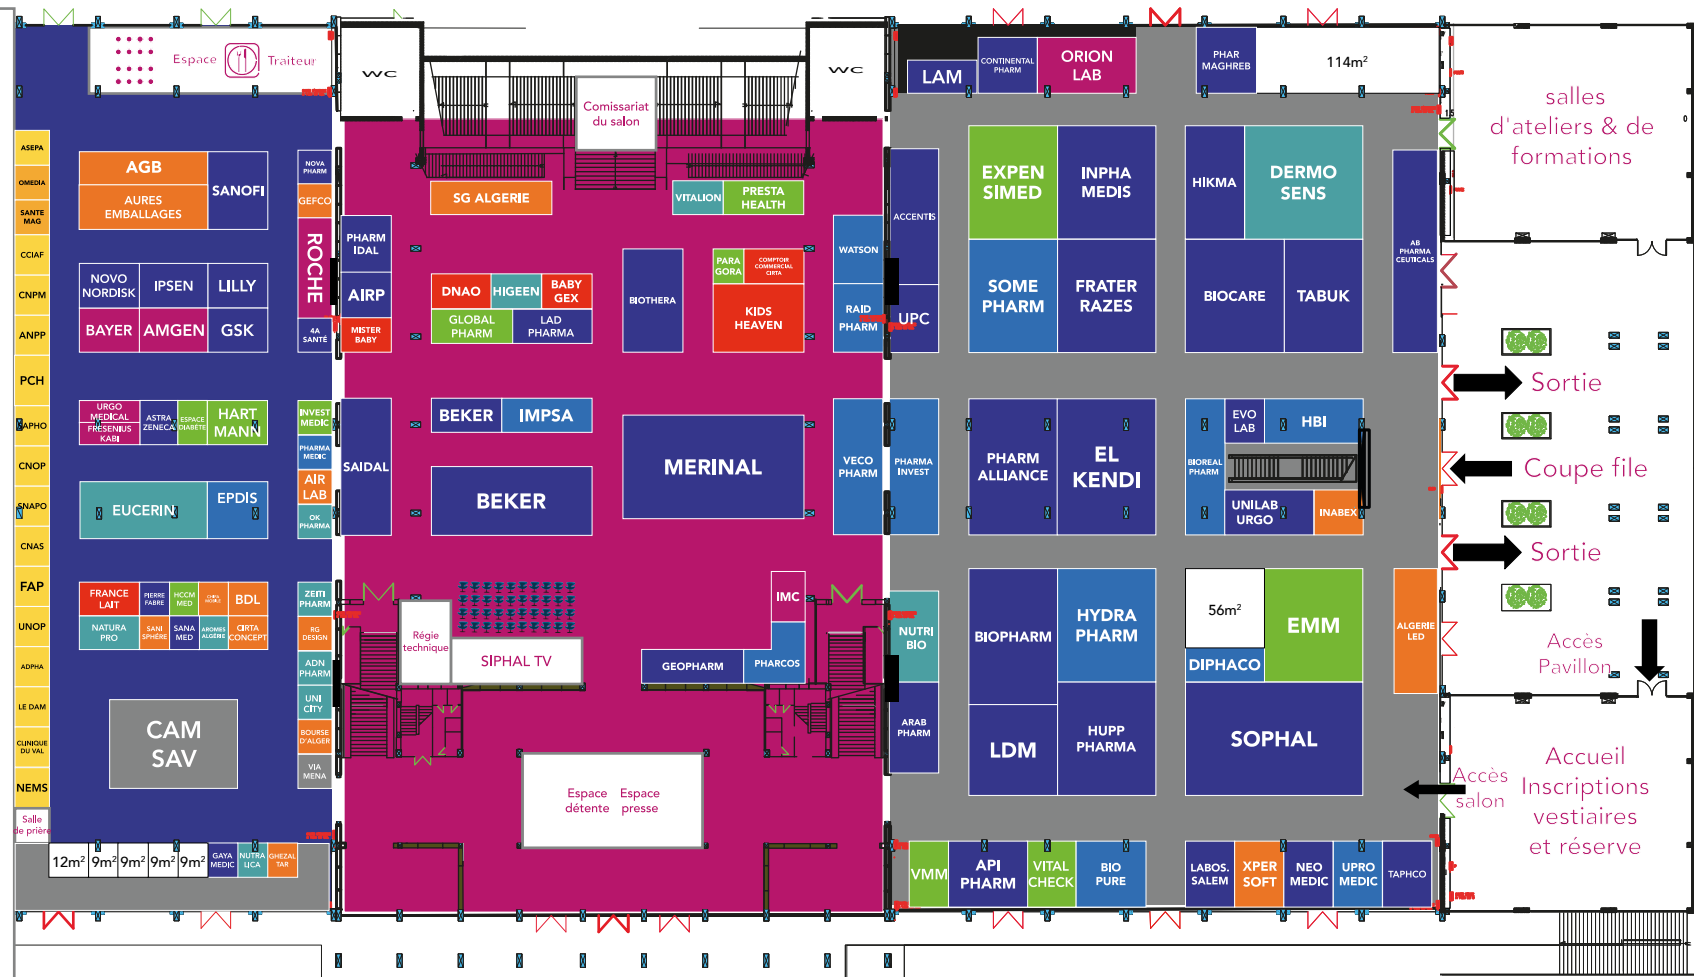 Espace
Traiteur
WC
Comissariat
du salon
WC
LAM
CONTINENTAL
PHARM
ORION
LAB
PHAR
MAGHREB
114m²
salles
d'ateliers & de
formations
ASEPA
OMEDIA
SANTE
MAG
CCIAF
CNPM
ANPP
PCH
SAPHO
CNOP
SNAPO
CNAS
FAP
UNOP
ADPHA
LE DAM
CLINIQUE
DU VAL
NEMS
Salle
de prière
AGB
AURES
EMBALLAGES
SANOFI
NOVO
NORDISK
IPSEN
LILLY
BAYER
AMGEN
GSK
URGO
MEDICAL
FRESENIUS
KABI
ASTRA
ZENECA
ESPACE
DIABÈTE
HART
MANN
EUCERIN
EPDIS
FRANCE
LAIT
PIERRE
FABRE
HCCM
MED
BDL
NATURA
PRO
SANI
SPHÈRE
SANA
MED
AROMES
ALGÉRIE
CIRTA
CONCEPT
CAM
SAV
12m²
9m²
9m²
9m²
9m²
GAYA
MEDIC
NUTRA
LICA
GHEZAL
TAR
NOVA
PHARM
GEFCO
ROCHE
4A
SANTÉ
INVEST
MEDIC
PHARMA
MEDIC
AIR
LAB
OK
PHARMA
ZEITI
PHARM
RG
DESIGN
ADN
PHARM
UNI
CITY
BOURSE
D'ALGER
VIA
MENA
PHARM
IDAL
AIRP
MISTER
BABY
SAIDAL
SG ALGERIE
VITALION
PRESTA
HEALTH
DNAO
HIGEEN
BABY
GEX
GLOBAL
PHARM
LAD
PHARMA
BIOTHERA
PARA
GORA
COMPTOIR
COMMERCIAL
CIRTA
KIDS
HEAVEN
WATSON
RAID
PHARM
BEKER
IMPSA
BEKER
MERINAL
VECO
PHARM
Régie
technique
SIPHAL TV
IMC
GEOPHARM
PHARCOS
Espace
détente
Espace
presse
ACCENTIS
UPC
PHARMA
INVEST
NUTRI
BIO
ARAB
PHARM
EXPEN
SIMED
INPHA
MEDIS
SOME
PHARM
FRATER
RAZES
HIKMA
DERMO
SENS
BIOCARE
TABUK
AB
PHARMA
CEUTICALS
PHARM
ALLIANCE
EL
KENDI
EVO
LAB
HBI
BIOREAL
PHARM
UNILAB
URGO
INABEX
BIOPHARM
HYDRA
PHARM
LDM
HUPP
PHARMA
56m²
DIPHACO
EMM
SOPHAL
ALGERIE
LED
VMM
API
PHARM
VITAL
CHECK
BIO
PURE
LABOS.
SALEM
XPER
SOFT
NEO
MEDIC
UPRO
MEDIC
TAPHCO
Sortie
Coupe file
Sortie
Accès
Pavillon
Accès
salon
Accueil
Inscriptions
vestiaires
et réserve